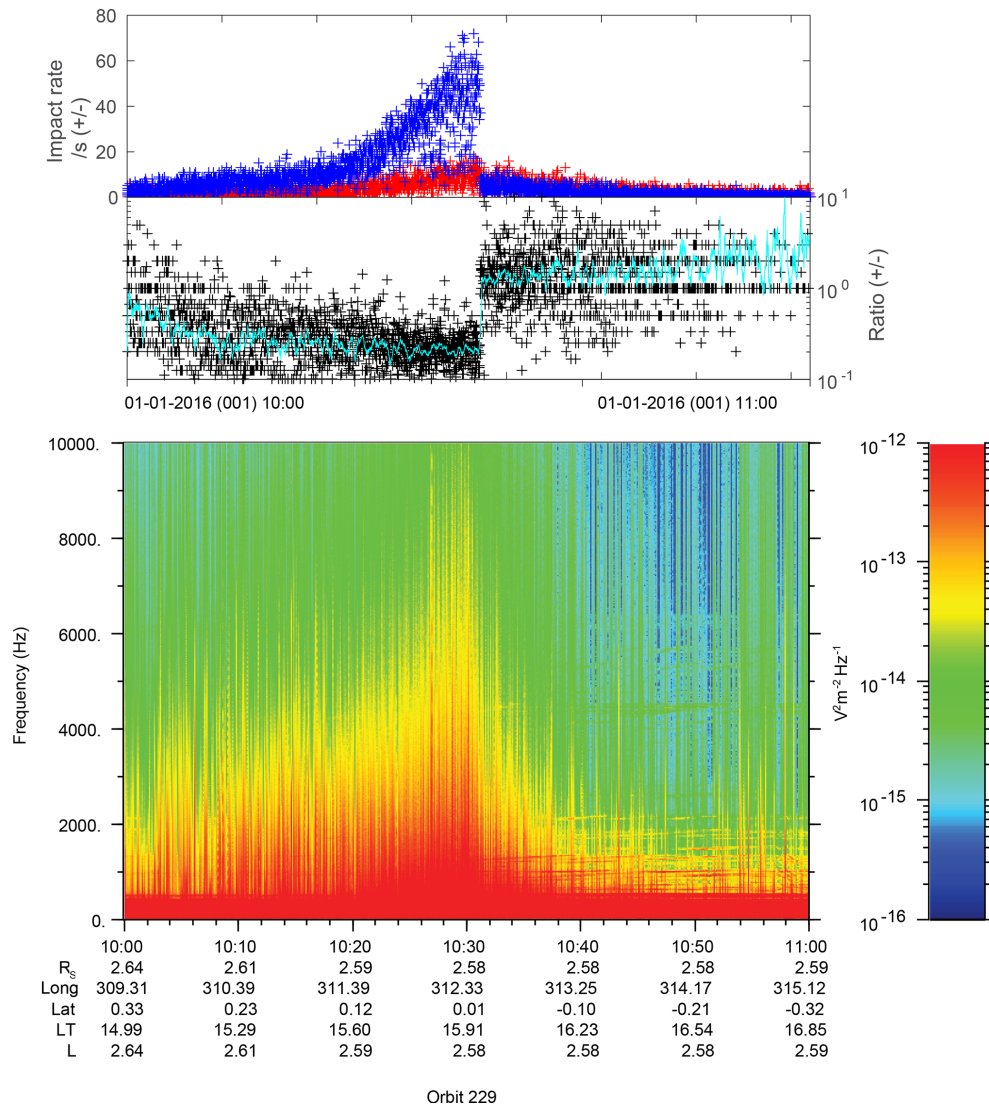 80
60
40
20
0
Impact rate
/s (+/-)
10^1
10^0
10^-1
Ratio (+/-)
01-01-2016 (001) 10:00 01-01-2016 (001) 11:00
10000.
8000.
6000.
4000.
2000.
0.
Frequency (Hz)
10^-12
10^-13
10^-14
10^-15
10^-16
V²m⁻² Hz⁻¹
10:00 10:10 10:20 10:30 10:40 10:50 11:00
R_S 2.64 2.61 2.59 2.58 2.58 2.58 2.59
Long 309.31 310.39 311.39 312.33 313.25 314.17 315.12
Lat 0.33 0.23 0.12 0.01 -0.10 -0.21 -0.32
LT 14.99 15.29 15.60 15.91 16.23 16.54 16.85
L 2.64 2.61 2.59 2.58 2.58 2.58 2.59
Orbit 229